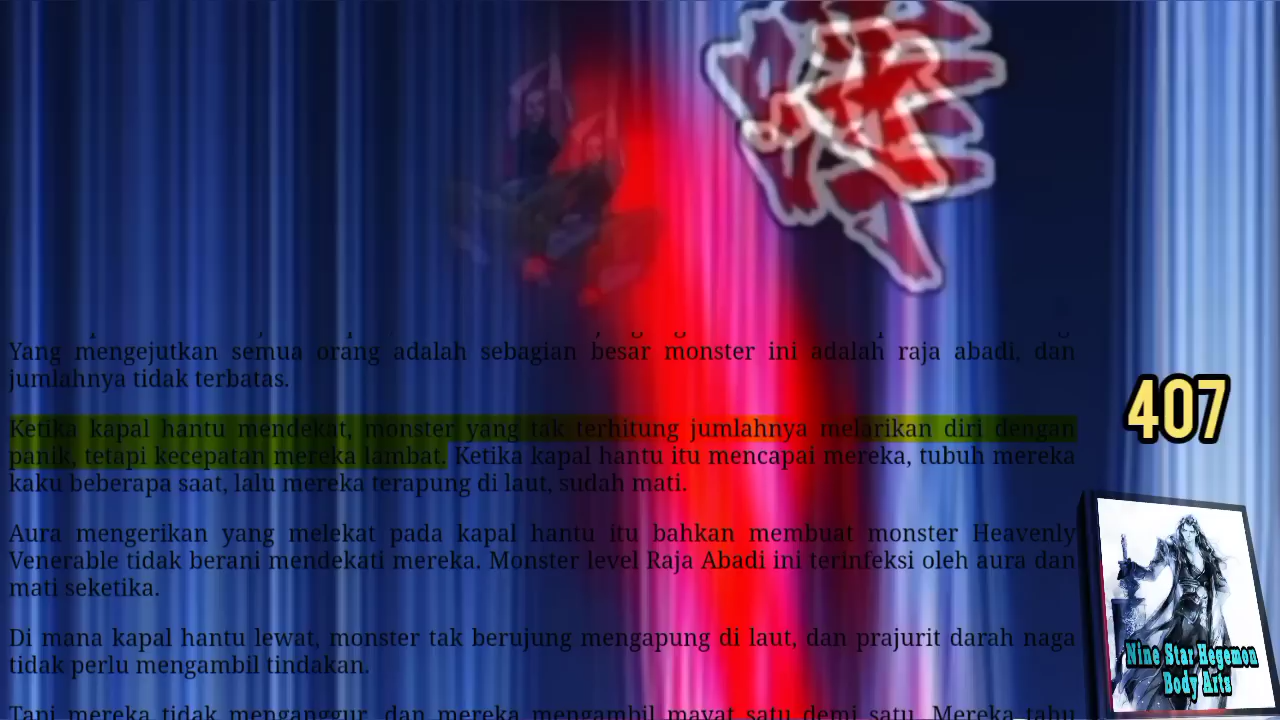 Yang mengejutkan semua orang adalah sebagian besar monster ini adalah raja abadi, dan
jumlahnya tidak terbatas.
Ketika kapal hantu mendekat, monster yang tak terhitung jumlahnya melarikan diri dengan
panik, tetapi kecepatan mereka lambat. Ketika kapal hantu itu mencapai mereka, tubuh mereka
kaku beberapa saat, lalu mereka terapung di laut, sudah mati.
Aura mengerikan yang melekat pada kapal hantu itu bahkan membuat monster Heavenly
Venerable tidak berani mendekati mereka. Monster level Raja Abadi ini terinfeksi oleh aura dan
mati seketika.
Di mana kapal hantu lewat, monster tak berujung mengapung di laut, dan prajurit darah naga
tidak perlu mengambil tindakan.
Tapi mereka tidak menganggur, dan mereka mengambil mayat satu demi satu. Mereka tahu
407
Nine Star Hegemon
Body Arts